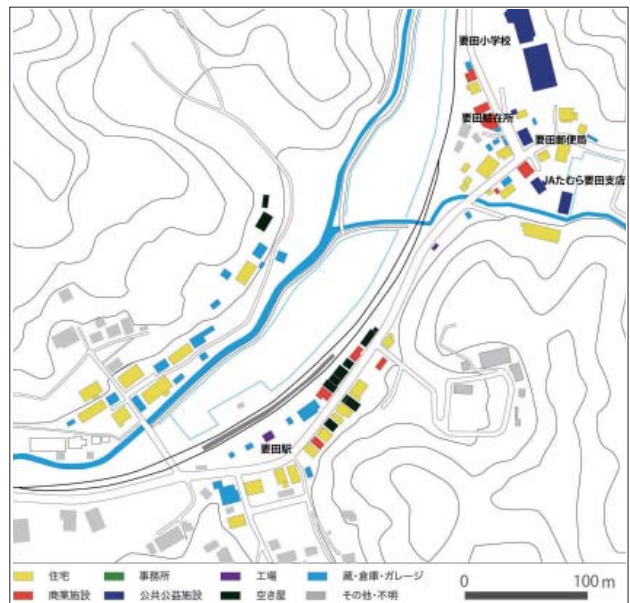 要田小学校
要田駐在所
要田郵便局
JAたむら要田支店
要田駅
住宅 事務所 工場 蔵・倉庫・ガレージ
商業施設 公共公益施設 空き屋 その他・不明
0 100 m